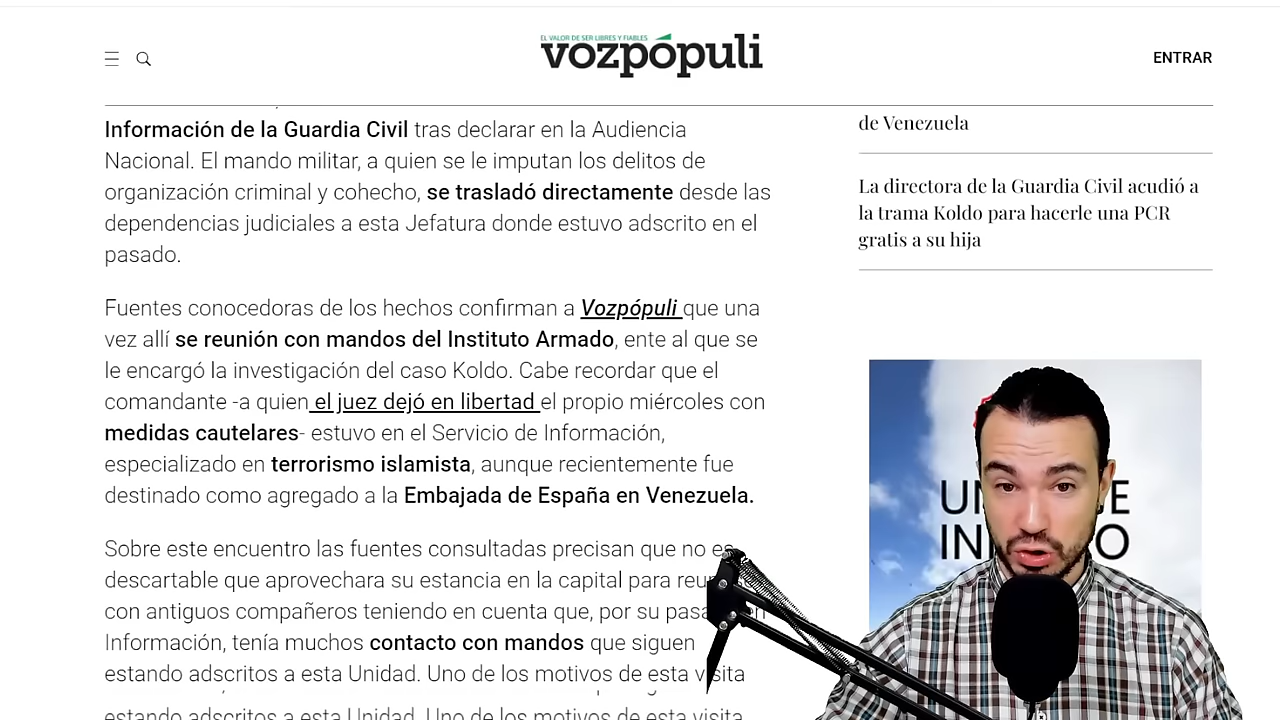 EL VALOR DE SER LIBRES Y FIABLES
vozpópuli
ENTRAR
Información de la Guardia Civil tras declarar en la Audiencia
Nacional. El mando militar, a quien se le imputan los delitos de
organización criminal y cohecho, se trasladó directamente desde las
dependencias judiciales a esta Jefatura donde estuvo adscrito en el
pasado.
Fuentes conocedoras de los hechos confirman a Vozpópuli que una
vez allí se reunión con mandos del Instituto Armado, ente al que se
le encargó la investigación del caso Koldo. Cabe recordar que el
comandante -a quien el juez dejó en libertad el propio miércoles con
medidas cautelares- estuvo en el Servicio de Información,
especializado en terrorismo islamista, aunque recientemente fue
destinado como agregado a la Embajada de España en Venezuela.
Sobre este encuentro las fuentes consultadas precisan que no es
descartable que aprovechara su estancia en la capital para
con antiguos compañeros teniendo en cuenta que, por su
Información, tenía muchos contacto con mandos que siguen
estando adscritos a esta Unidad. Uno de los motivos de esta visita
estando adscritos a esta Unidad. Uno de los motivos de esta visita
de Venezuela
La directora de la Guardia Civil acudió a
la trama Koldo para hacerle una PCR
gratis a su hija